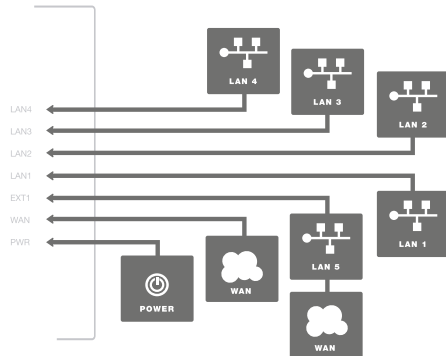 LAN 4
LAN 3
LAN 2
LAN4
LAN3
LAN2
LAN1
EXT1
WAN
PWR
LAN 1
LAN 5
WAN
POWER
WAN